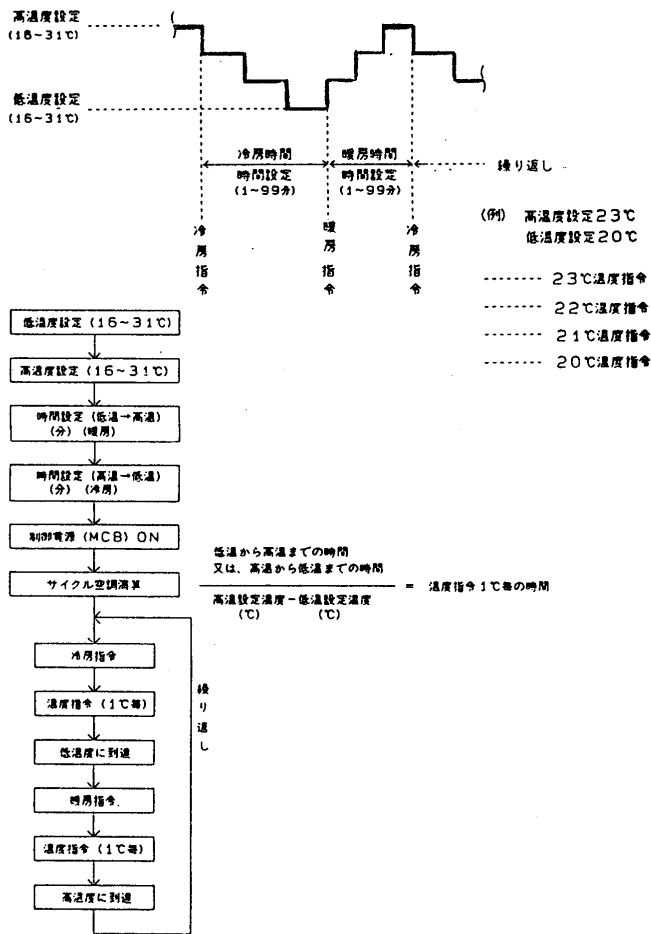 高温度設定
(16~31℃)
低温度設定
(16~31℃)
冷房時間
時間設定
(1~99分)
暖房時間
時間設定
(1~99分)
繰り返し
冷房指令
暖房指令
冷房指令
(例) 高温度設定23℃
低温度設定20℃
23℃温度指令
22℃温度指令
21℃温度指令
20℃温度指令
低温度設定(16~31℃)
高温度設定(16~31℃)
時間設定(低温→高温)
(分)(暖房)
時間設定(高温→低温)
(分) (冷房)
制御電源(MCB)ON
サイクル空調演算
低温から高温までの時間
又は、高温から低温までの時間
高温設定温度-低温設定温度
(℃) (℃)
= 温度指令1℃毎の時間
冷房指令
温度指令(1℃毎)
低温度に到達
暖房指令
温度指令(1℃毎)
高温度に到達
繰り返し